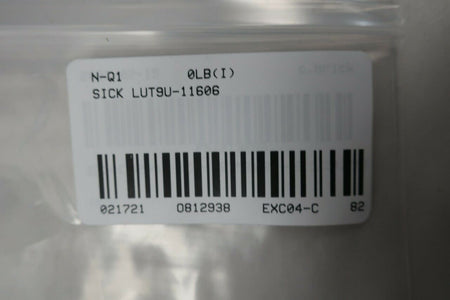 N-Q1 0LB(I)
SICK LUT9U-11606
021721 0812938 EXC04-C 82